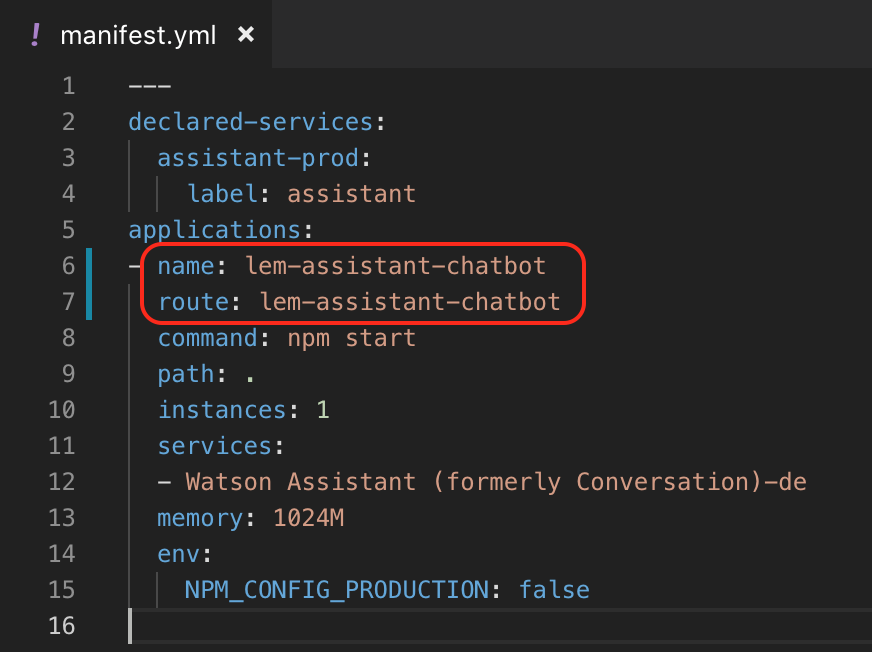 ! manifest.yml ×
1 ---
2 declared-services:
3   assistant-prod:
4     label: assistant
5 applications:
6 - name: lem-assistant-chatbot
7   route: lem-assistant-chatbot
8   command: npm start
9   path: .
10   instances: 1
11   services:
12   - Watson Assistant (formerly Conversation)-de
13   memory: 1024M
14   env:
15     NPM_CONFIG_PRODUCTION: false
16